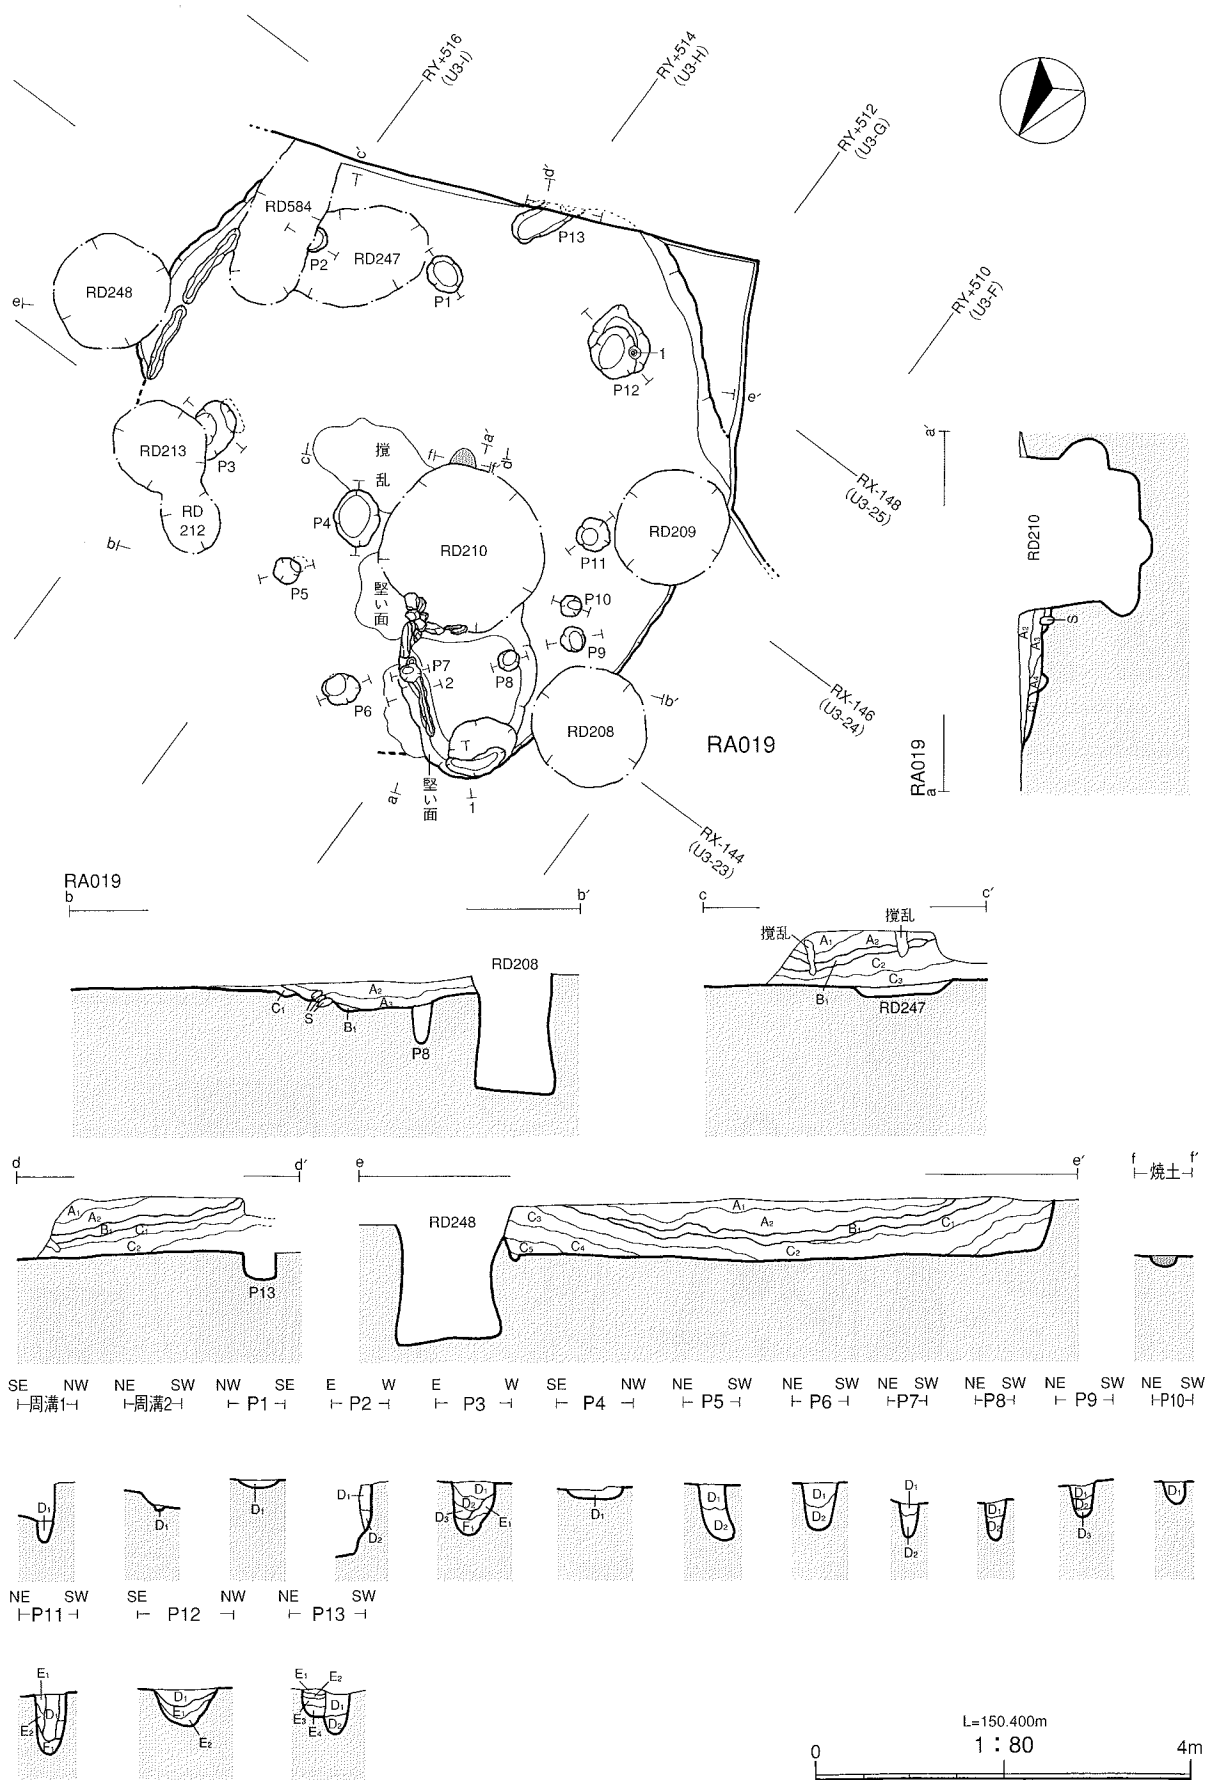 RY+516
(U3-I)
RY+514
(U3-H)
RY+512
(U3-G)
RY+510
(U3-F)
c'
d'
RD584
P13
P2
RD247
RD248
P1
e
1
P12
e'
a'
RD213
P3
c
撹乱
f
a'
f'
d
RX-148
(U3-25)
RD212
P4
RD210
RD209
P11
RD210
b
P5
堅い面
P10
P9
S
A2
A3
A2
C1
P7
2
P8
P6
b'
RX-146
(U3-24)
RD208
RA019
RA019
a
a
堅い面
1
RX-144
(U3-23)
RA019
b
b'
c
c'
RD208
撹乱
撹乱
A1
A2
C2
C3
B1
RD247
A2
A3
C1
S
B1
P8
d
d'
e
e'
f
焼土
f'
A1
A2
B1
C1
C2
P13
RD248
C3
C5
C4
A1
A2
B1
C1
C2
SE NW NE SW NW SE E W E W SE NW NE SW NE SW NE SW NE SW NE SW NE SW
周溝1 周溝2 P1 P2 P3 P4 P5 P6 P7 P8 P9 P10
D1
D1
D1
D1
D2
D1
D2
D3
E1
F1
D1
D1
D2
D1
D2
D1
D2
D1
D2
D1
D2
D3
D1
NE SW SE NW NE SW
P11 P12 P13
E1
D1
E2
F1
D1
E1
E2
E1
E2
D1
E3
E4
D2
L=150.400m
1：80
0 4m